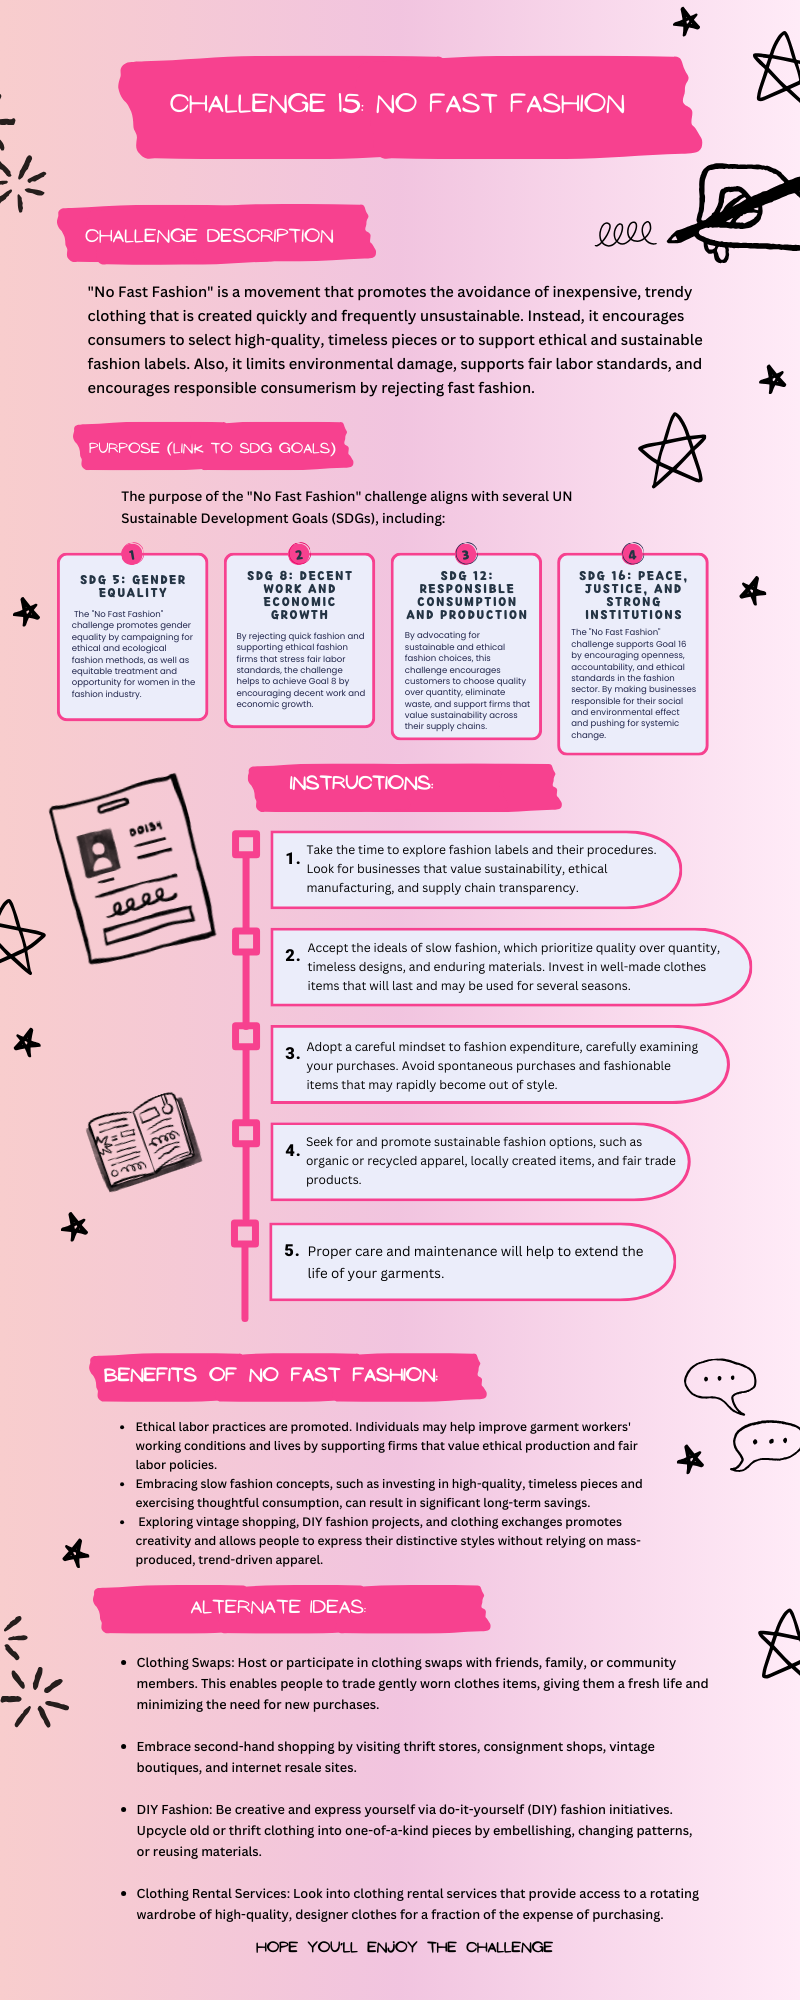 CHALLENGE 15: NO FAST FASHION
CHALLENGE DESCRIPTION
"No Fast Fashion" is a movement that promotes the avoidance of inexpensive, trendy
clothing that is created quickly and frequently unsustainable. Instead, it encourages
consumers to select high-quality, timeless pieces or to support ethical and sustainable
fashion labels. Also, it limits environmental damage, supports fair labor standards, and
encourages responsible consumerism by rejecting fast fashion.
PURPOSE (LINK TO SDG GOALS)
The purpose of the "No Fast Fashion" challenge aligns with several UN
Sustainable Development Goals (SDGs), including:
1
SDG 5: GENDER
EQUALITY
The "No Fast Fashion"
challenge promotes gender
equality by campaigning for
ethical and ecological
fashion methods, as well as
equitable treatment and
opportunity for women in the
fashion industry.
2
SDG 8: DECENT
WORK AND
ECONOMIC
GROWTH
By rejecting quick fashion and
supporting ethical fashion
firms that stress fair labor
standards, the challenge
helps to achieve Goal 8 by
encouraging decent work and
economic growth.
3
SDG 12:
RESPONSIBLE
CONSUMPTION
AND PRODUCTION
By advocating for
sustainable and ethical
fashion choices, this
challenge encourages
customers to choose quality
over quantity, eliminate
waste, and support firms that
value sustainability across
their supply chains.
4
SDG 16: PEACE,
JUSTICE, AND
STRONG
INSTITUTIONS
The "No Fast Fashion"
challenge supports Goal 16
by encouraging openness,
accountability, and ethical
standards in the fashion
sector. By making businesses
responsible for their social
and environmental effect
and pushing for systemic
change.
INSTRUCTIONS:
DO134
1. Take the time to explore fashion labels and their procedures.
Look for businesses that value sustainability, ethical
manufacturing, and supply chain transparency.
2. Accept the ideals of slow fashion, which prioritize quality over quantity,
timeless designs, and enduring materials. Invest in well-made clothes
items that will last and may be used for several seasons.
3. Adopt a careful mindset to fashion expenditure, carefully examining
your purchases. Avoid spontaneous purchases and fashionable
items that may rapidly become out of style.
4. Seek for and promote sustainable fashion options, such as
organic or recycled apparel, locally created items, and fair trade
products.
5. Proper care and maintenance will help to extend the
life of your garments.
BENEFITS OF NO FAST FASHION:
• Ethical labor practices are promoted. Individuals may help improve garment workers'
working conditions and lives by supporting firms that value ethical production and fair
labor policies.
• Embracing slow fashion concepts, such as investing in high-quality, timeless pieces and
exercising thoughtful consumption, can result in significant long-term savings.
• Exploring vintage shopping, DIY fashion projects, and clothing exchanges promotes
creativity and allows people to express their distinctive styles without relying on mass-
produced, trend-driven apparel.
ALTERNATE IDEAS:
• Clothing Swaps: Host or participate in clothing swaps with friends, family, or community
members. This enables people to trade gently worn clothes items, giving them a fresh life and
minimizing the need for new purchases.
• Embrace second-hand shopping by visiting thrift stores, consignment shops, vintage
boutiques, and internet resale sites.
• DIY Fashion: Be creative and express yourself via do-it-yourself (DIY) fashion initiatives.
Upcycle old or thrift clothing into one-of-a-kind pieces by embellishing, changing patterns,
or reusing materials.
• Clothing Rental Services: Look into clothing rental services that provide access to a rotating
wardrobe of high-quality, designer clothes for a fraction of the expense of purchasing.
HOPE YOU'LL ENJOY THE CHALLENGE